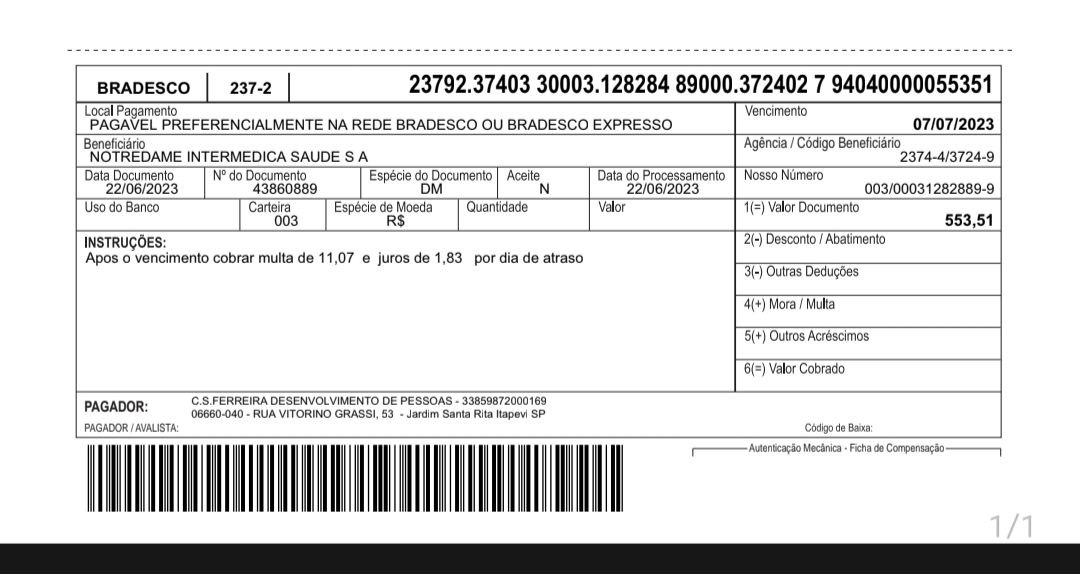 BRADESCO 237-2 23792.37403 30003.128284 89000.372402 7 94040000055351
Local Pagamento
PAGAVEL PREFERENCIALMENTE NA REDE BRADESCO OU BRADESCO EXPRESSO
Vencimento
07/07/2023
Beneficiário
NOTREDAME INTERMEDICA SAUDE S A
Agência / Código Beneficiário
2374-4/3724-9
Data Documento Nº do Documento Espécie do Documento Aceite Data do Processamento Nosso Número
22/06/2023 43860889 DM N 22/06/2023 003/00031282889-9
Uso do Banco Carteira Espécie de Moeda Quantidade Valor 1(=) Valor Documento
003 R$ 553,51
INSTRUÇÕES:
Apos o vencimento cobrar multa de 11,07 e juros de 1,83 por dia de atraso
2(-) Desconto / Abatimento
3(-) Outras Deduções
4(+) Mora / Multa
5(+) Outros Acréscimos
6(=) Valor Cobrado
PAGADOR: C.S.FERREIRA DESENVOLVIMENTO DE PESSOAS - 33859872000169
06660-040 - RUA VITORINO GRASSI, 53 - Jardim Santa Rita Itapevi SP
PAGADOR / AVALISTA: Código de Baixa:
Autenticação Mecânica - Ficha de Compensação
1/1